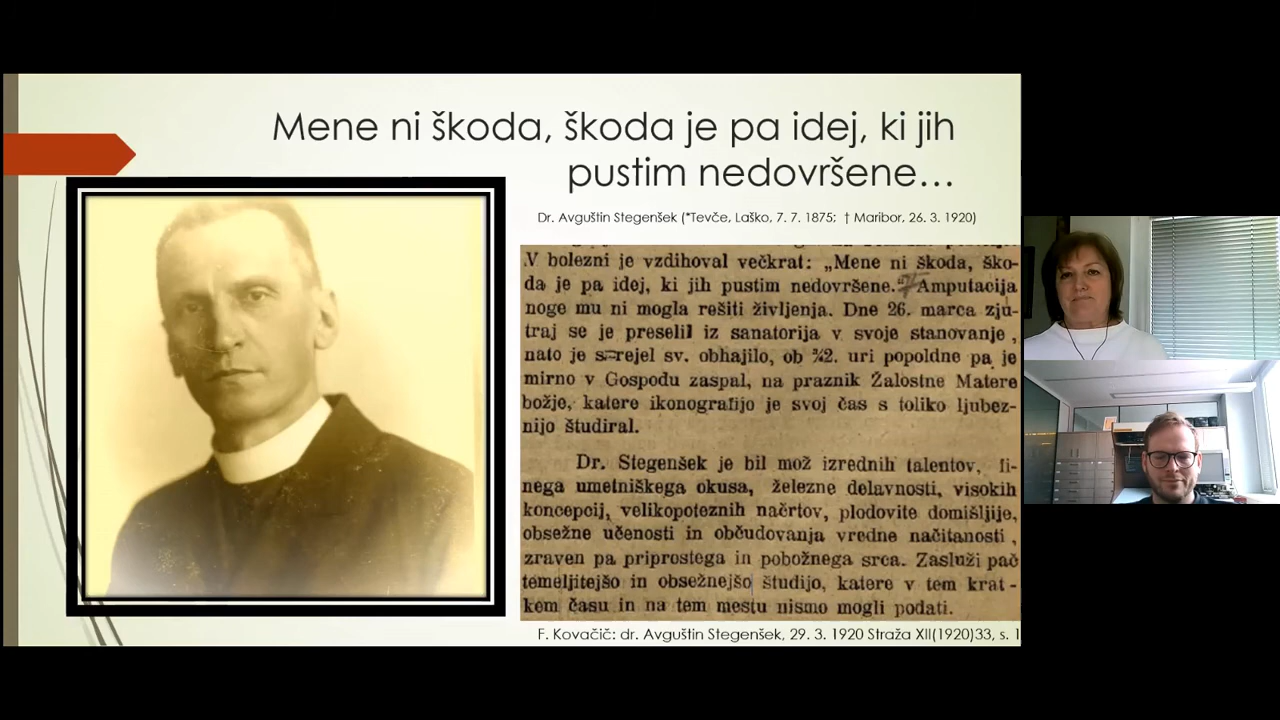 Mene ni škoda, škoda je pa idej, ki jih
pustim nedovršene...
Dr. Avguštin Stegenšek (*Tevče, Laško, 7. 7. 1875; † Maribor, 26. 3. 1920)
V bolezni je vzdihoval večkrat: „Mene ni škoda, ško-
da je pa idej, ki jih pustim nedovršene." Amputacija
noge mu ni mogla rešiti življenja. Dne 26. marca zju-
traj se je preselil iz sanatorija v svoje stanovanje,
nato je sprejel sv. obhajilo, ob ¾2. uri popoldne pa je
mirno v Gospodu zaspal, na praznik Žalostne Matere
božje, katere ikonografijo je svoj čas s toliko ljubez-
nijo študiral.
Dr. Stegenšek je bil mož izrednih talentov, fi-
nega umetniškega okusa, železne delavnosti, visokih
koncepcij, velikopoteznih načrtov, plodovite domišljije,
obsežne učenosti in občudovanja vredne načitanosti,
zraven pa priprostega in pobožnega srca. Zasluži pač
temeljitejšo in obsežnejšo študijo, katere v tem krat-
kem času in na tem mestu nismo mogli podati.
F. Kovačič: dr. Avguštin Stegenšek, 29. 3. 1920 Straža XII(1920)33, s. 1